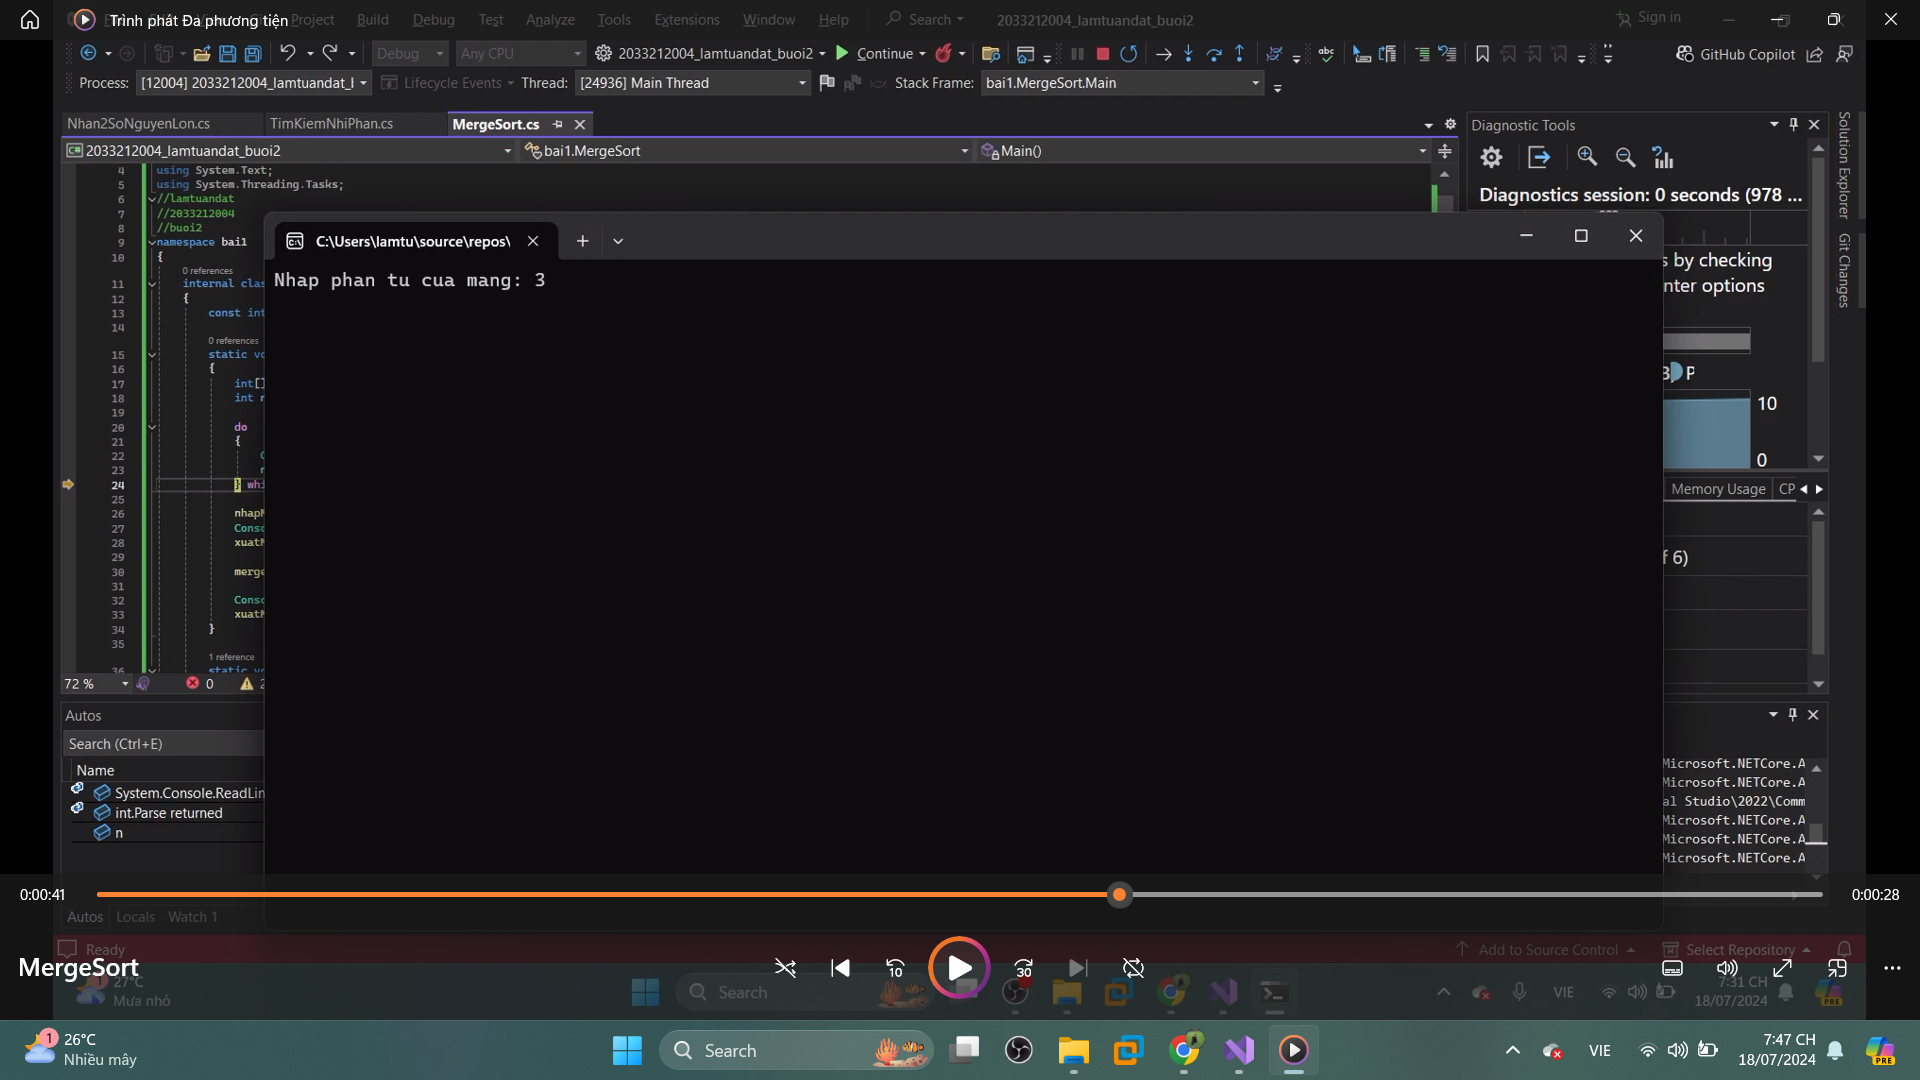 Trình phát Đa phương tiện
Project
Build
Debug
Test
Analyze
Tools
Extensions
Window
Help
Search
2033212004_lamtuandat_buoi2
Sign in
Debug
Any CPU
2033212004_lamtuandat_buoi2
Continue
GitHub Copilot
Process:
[12004] 2033212004_lamtuandat_l
Lifecycle Events
Thread:
[24936] Main Thread
Stack Frame:
bai1.MergeSort.Main
Nhan2SoNguyenLon.cs
TimKiemNhiPhan.cs
MergeSort.cs
Diagnostic Tools
Solution Explorer
Git Changes
2033212004_lamtuandat_buoi2
bai1.MergeSort
Main()
Diagnostics session: 0 seconds (978 ...
4 using System.Text;
5 using System.Threading.Tasks;
6 //lamtuandat
7 //2033212004
8 //buoi2
9 namespace bai1
10 {
0 references
11 internal clas
12 {
13 const int
14
0 references
15 static vo
16 {
17 int[]
18 int n
19
20 do
21 {
22 C
23 n
24 } whi
25
26 nhapM
27 Conso
28 xuatM
29
30 merge
31
32 Conso
33 xuatM
34 }
35
1 reference
36 static vo
C:\Users\lamtu\source\repos\
Nhap phan tu cua mang: 3
s by checking
nter options
P
10
0
Memory Usage
CP
f 6)
72 %
0
2
Autos
Search (Ctrl+E)
Name
System.Console.ReadLin
int.Parse returned
n
Microsoft.NETCore.A
Microsoft.NETCore.A
al Studio\2022\Comm
Microsoft.NETCore.A
Microsoft.NETCore.A
Microsoft.NETCore.A
0:00:41
0:00:28
Autos
Locals
Watch 1
Ready
Add to Source Control
Select Repository
MergeSort
10
30
27°C
Mưa nhỏ
Search
VIE
7:31 CH
18/07/2024
PRE
1
26°C
Nhiều mây
Search
VIE
7:47 CH
18/07/2024
PRE